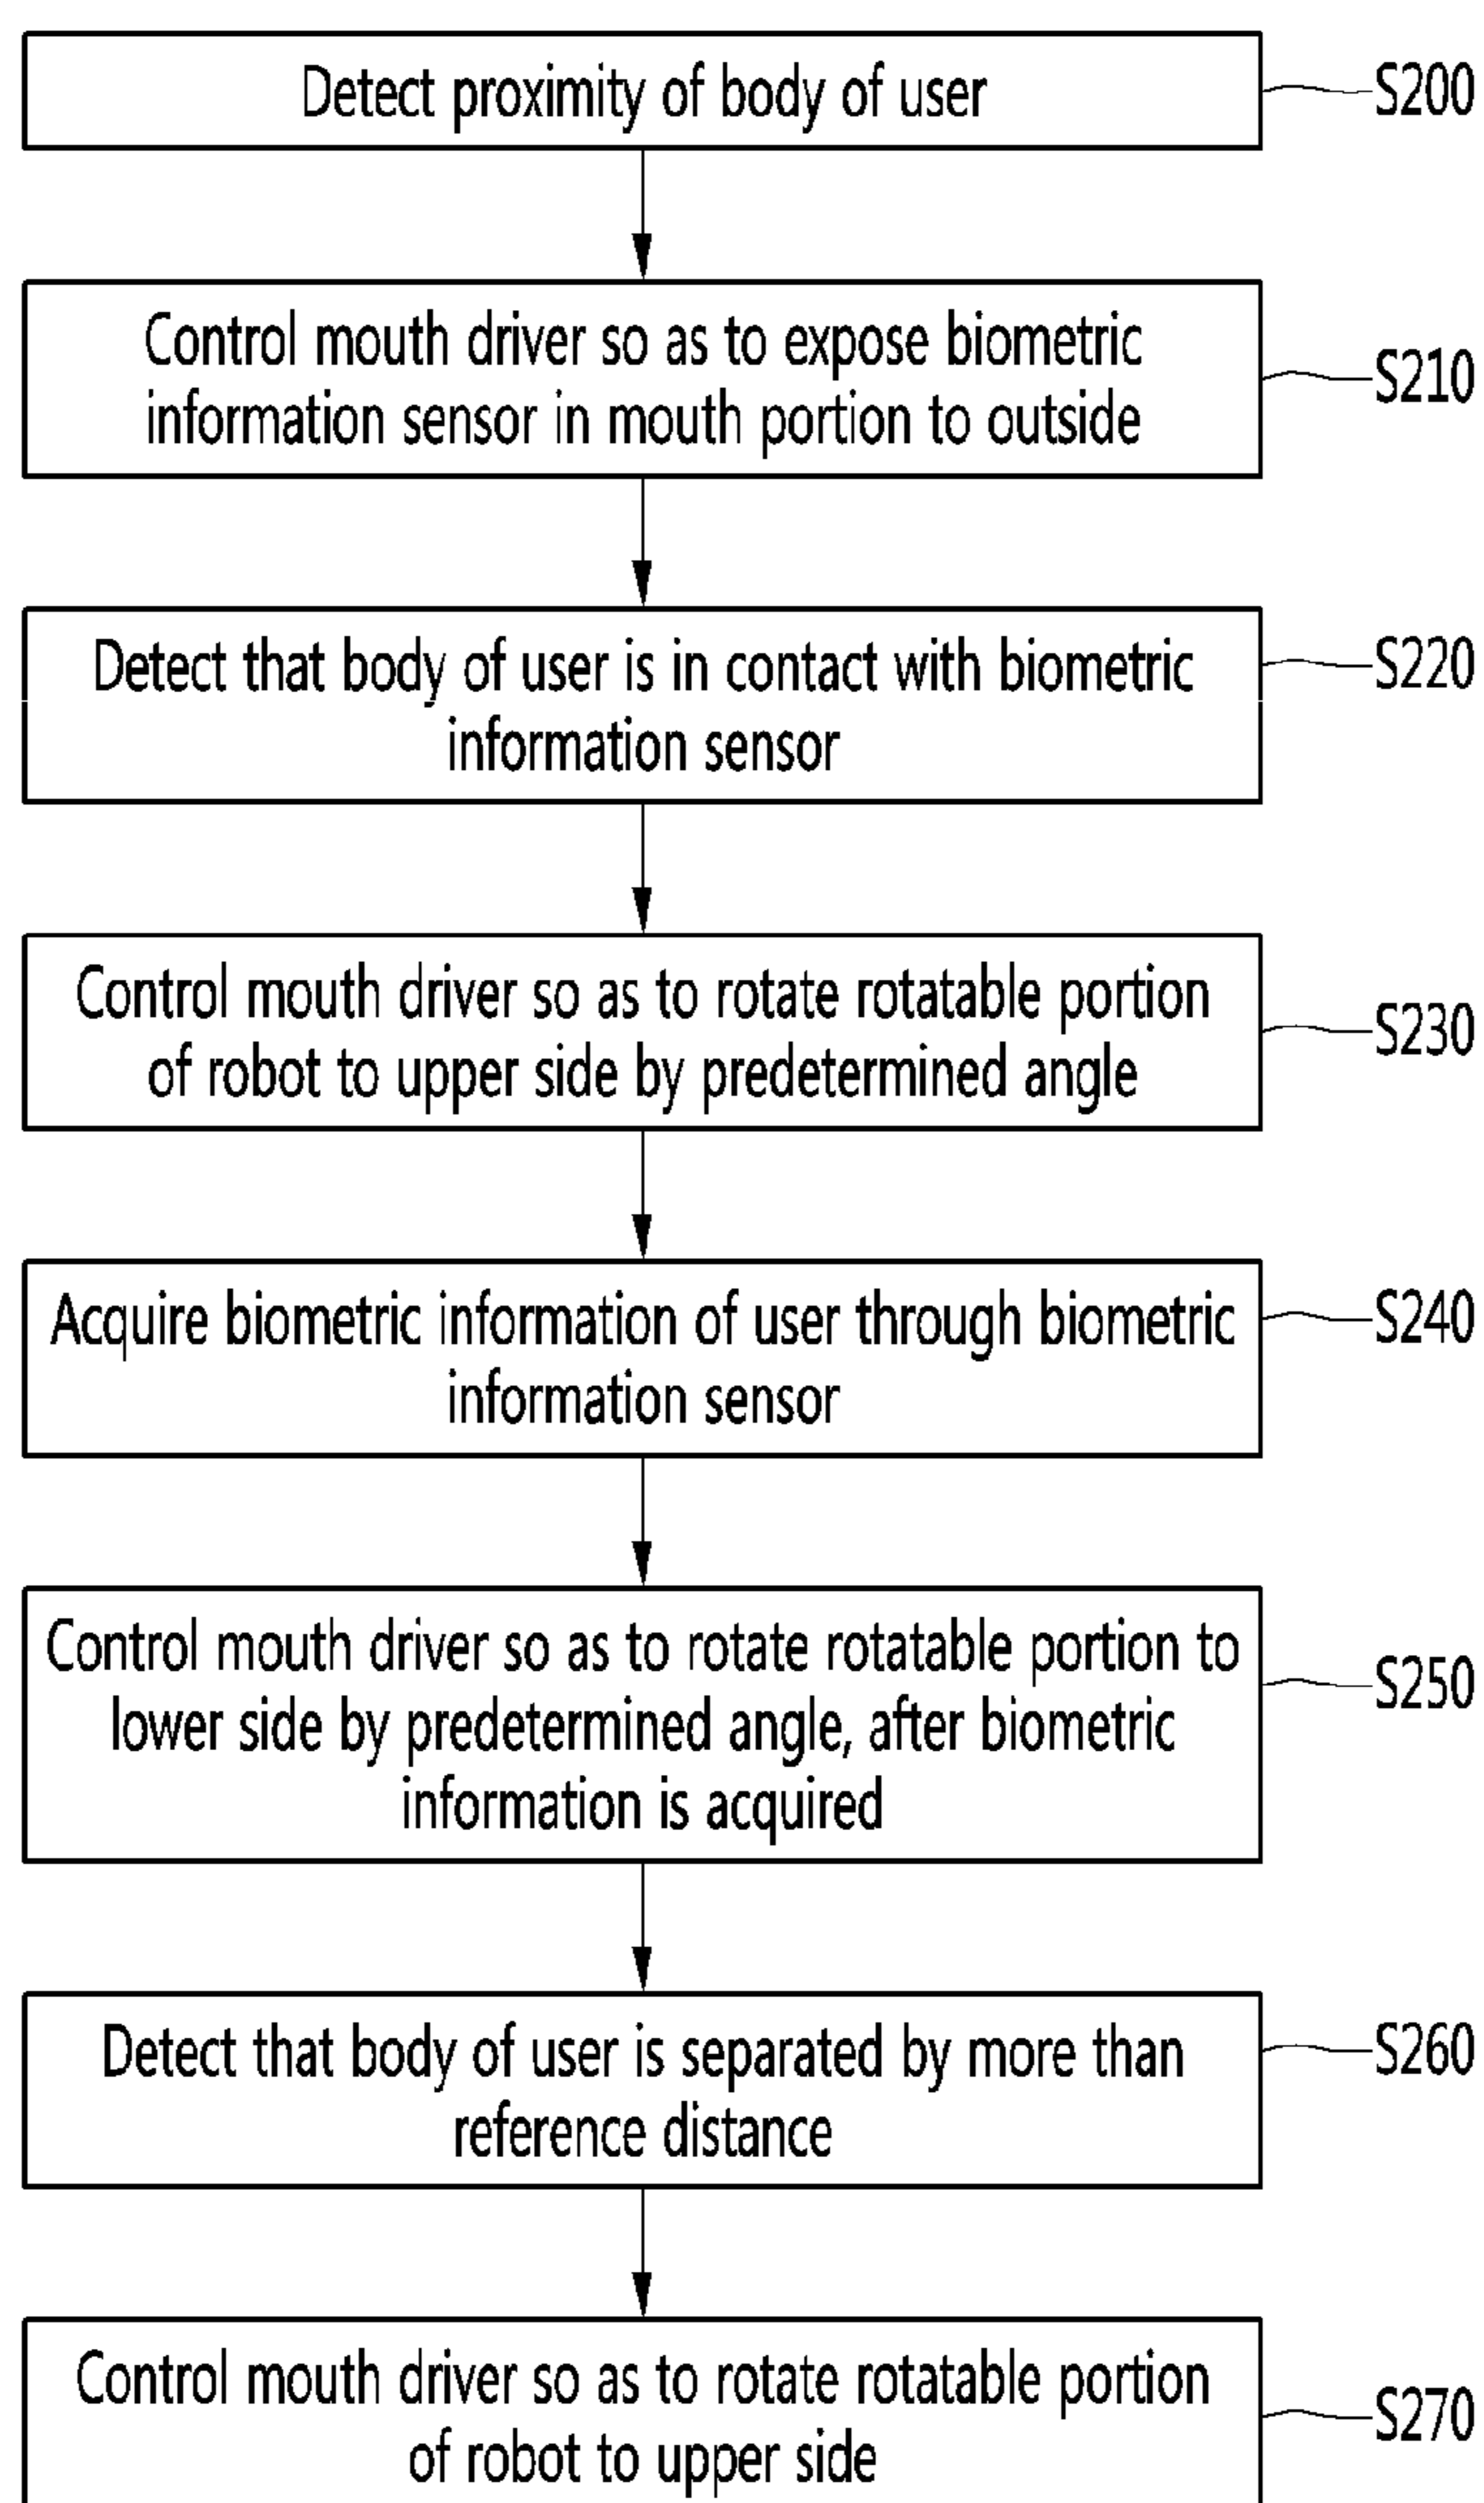 Detect proximity of body of user
S200
Control mouth driver so as to expose biometric
information sensor in mouth portion to outside
S210
Detect that body of user is in contact with biometric
information sensor
S220
Control mouth driver so as to rotate rotatable portion
of robot to upper side by predetermined angle
S230
Acquire biometric information of user through biometric
information sensor
S240
Control mouth driver so as to rotate rotatable portion to
lower side by predetermined angle, after biometric
information is acquired
S250
Detect that body of user is separated by more than
reference distance
S260
Control mouth driver so as to rotate rotatable portion
of robot to upper side
S270